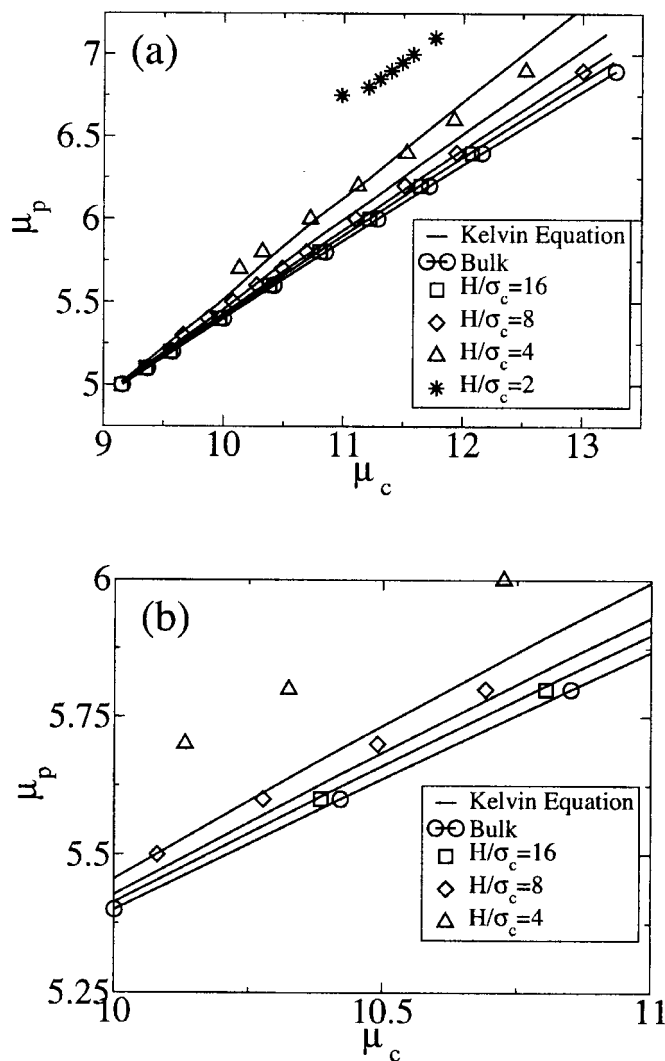 (a)
7
6.5
6
5.5
5
μ_p
Kelvin Equation
Bulk
H/σ_c=16
H/σ_c=8
H/σ_c=4
H/σ_c=2
9 10 11 12 13
μ_c
(b)
6
5.75
5.5
5.25
μ_p
Kelvin Equation
Bulk
H/σ_c=16
H/σ_c=8
H/σ_c=4
10 10.5 11
μ_c